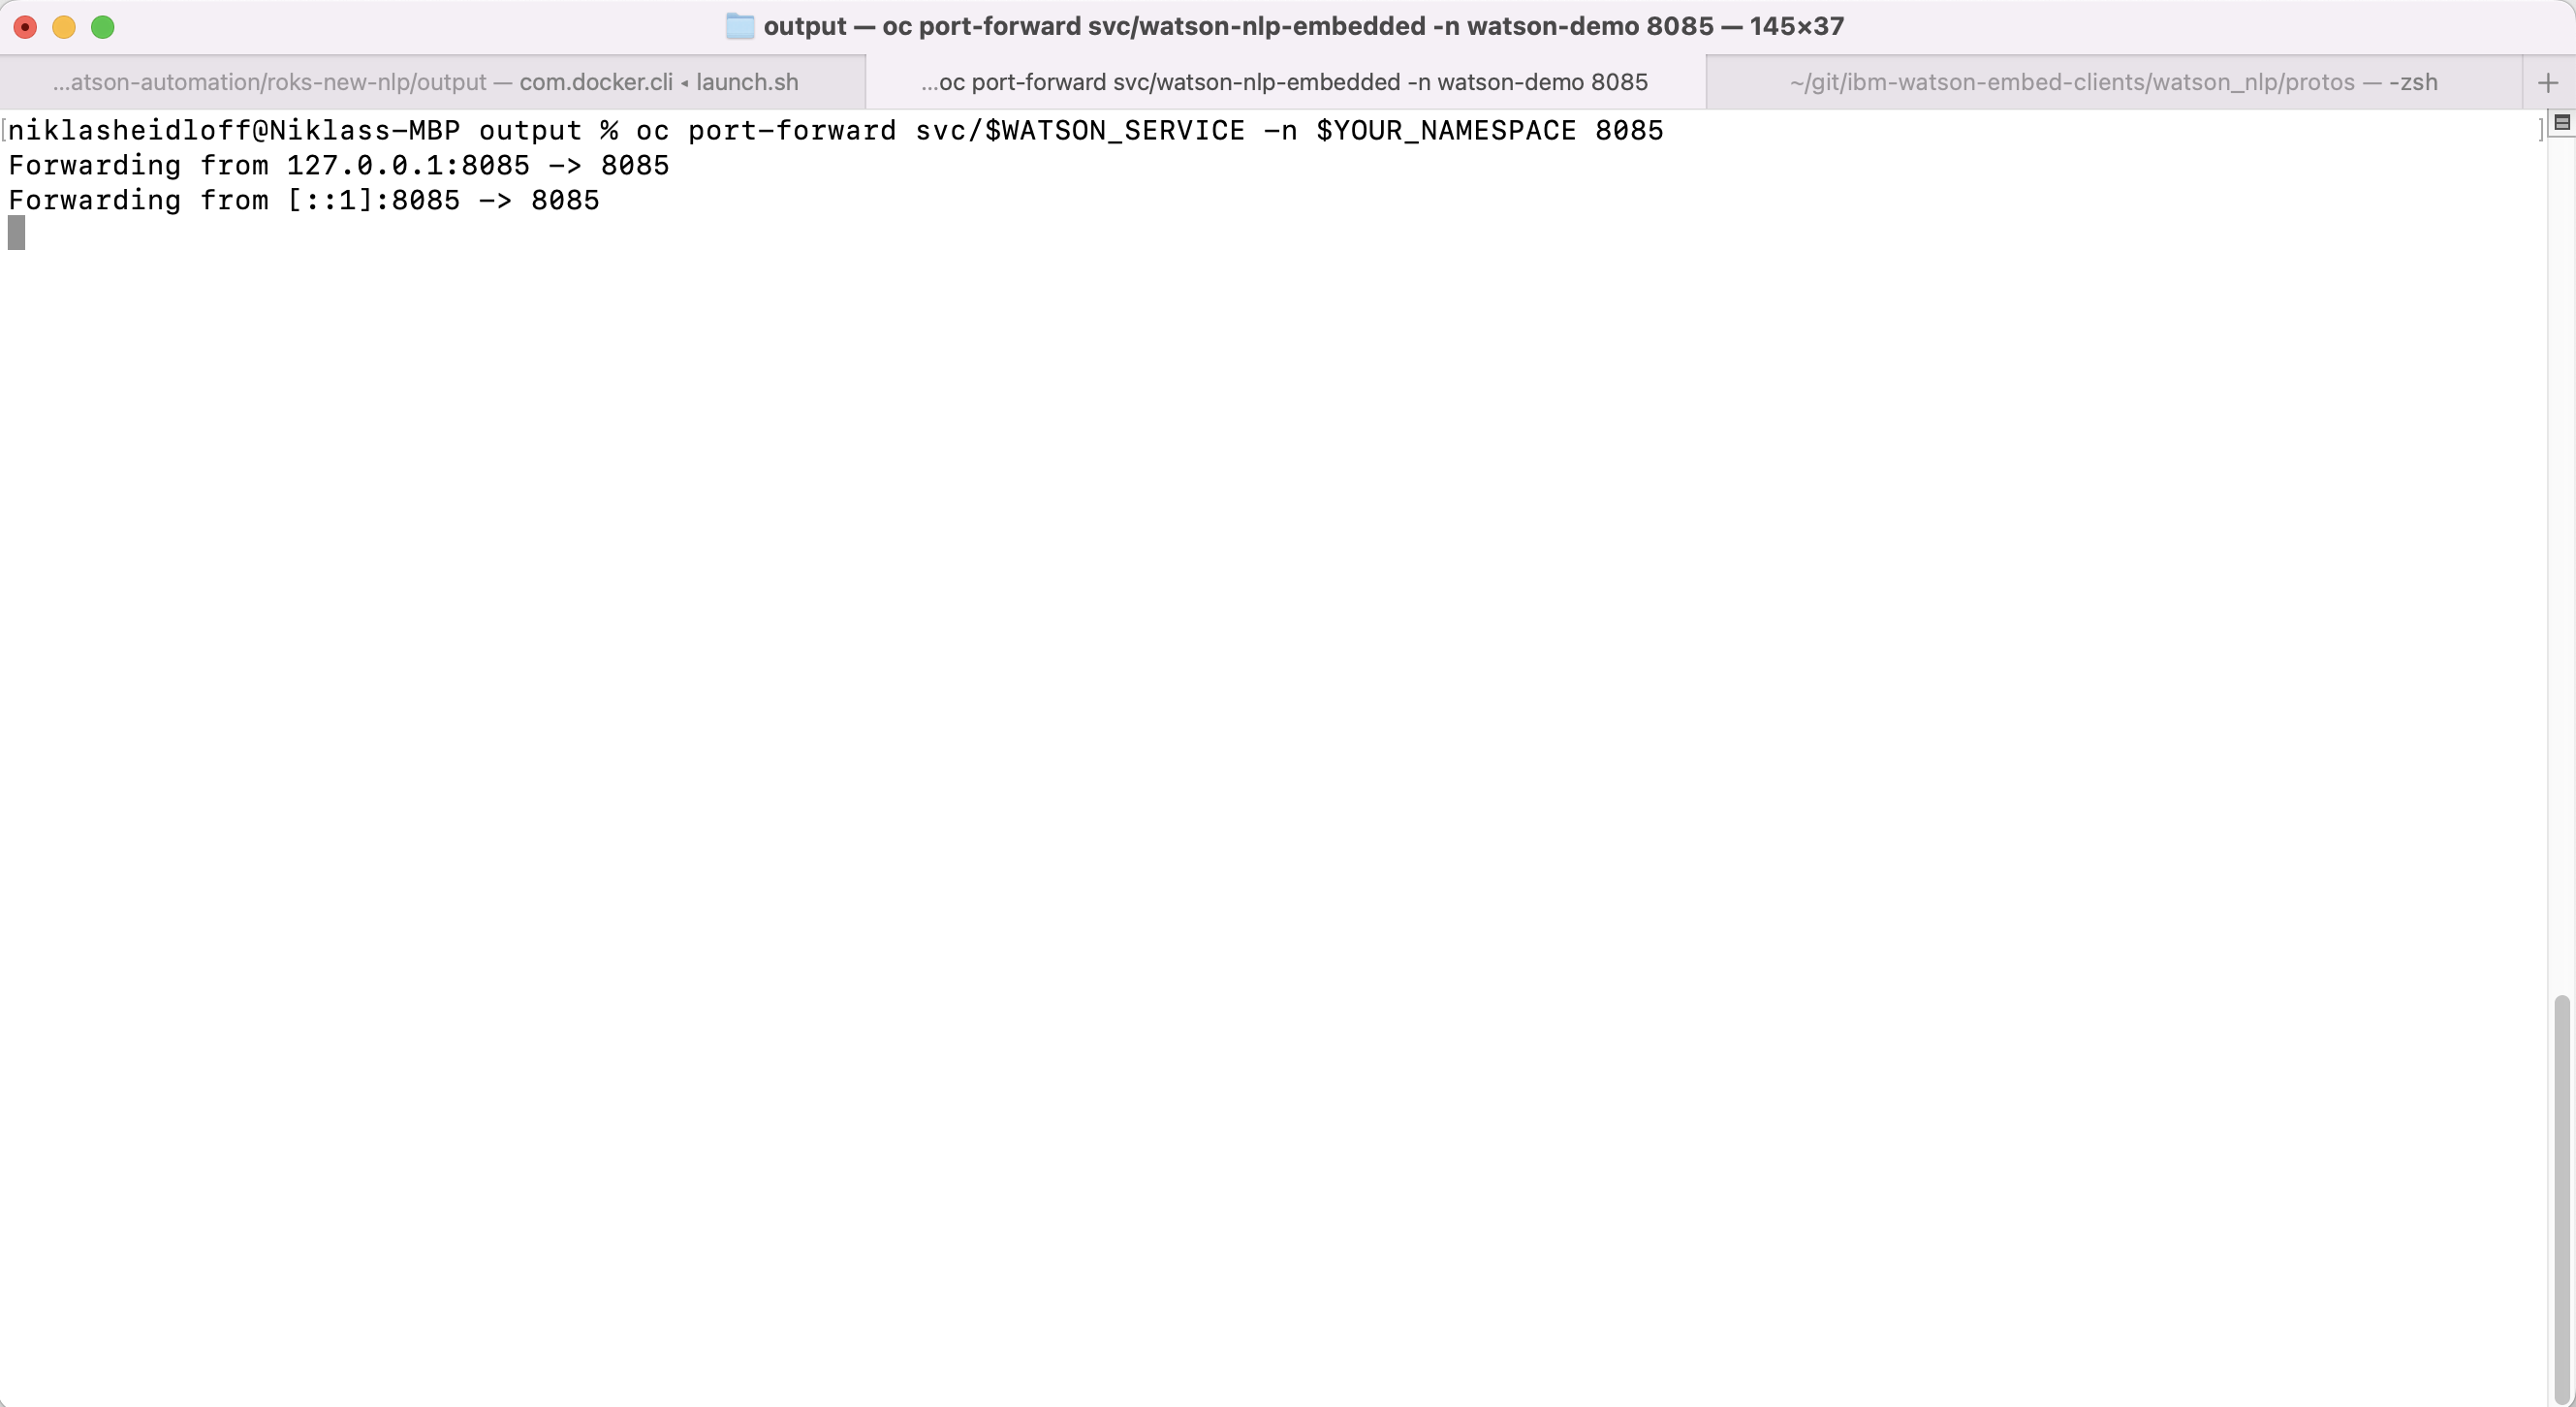 output — oc port-forward svc/watson-nlp-embedded -n watson-demo 8085 — 145×37
...atson-automation/roks-new-nlp/output — com.docker.cli ◂ launch.sh
...oc port-forward svc/watson-nlp-embedded -n watson-demo 8085
~/git/ibm-watson-embed-clients/watson_nlp/protos — -zsh
[niklasheidloff@Niklass-MBP output % oc port-forward svc/$WATSON_SERVICE -n $YOUR_NAMESPACE 8085 ]
Forwarding from 127.0.0.1:8085 -> 8085
Forwarding from [::1]:8085 -> 8085